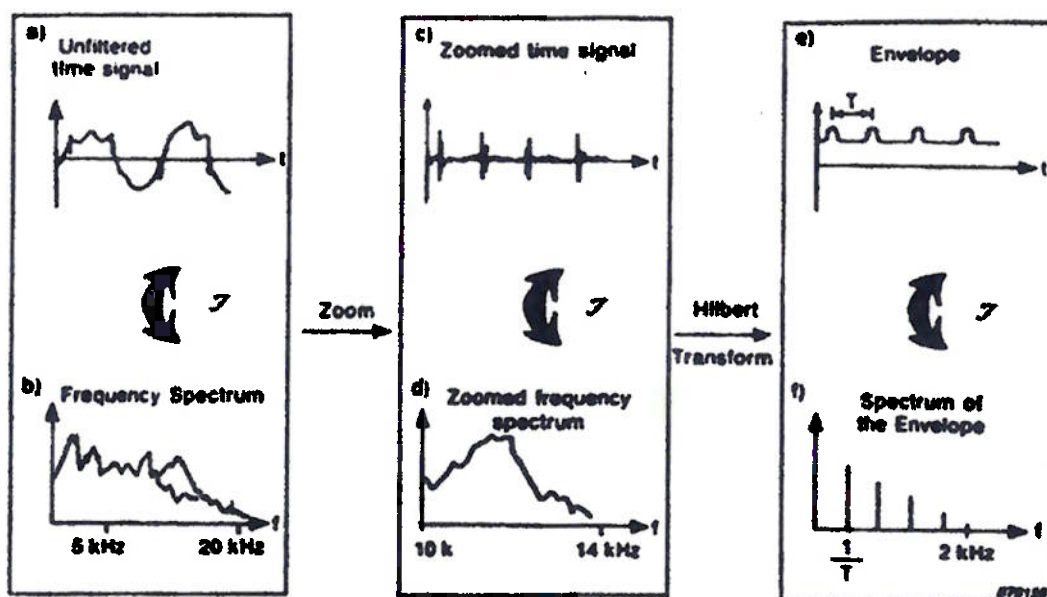 a)
Unfiltered
time signal
t
ℱ
b)
Frequency Spectrum
f
5 kHz
20 kHz
Zoom
c)
Zoomed time signal
t
ℱ
d)
Zoomed frequency
spectrum
f
10 k
14 kHz
Hilbert
Transform
e)
Envelope
T
t
ℱ
f)
Spectrum of
the Envelope
f
1
T
2 kHz